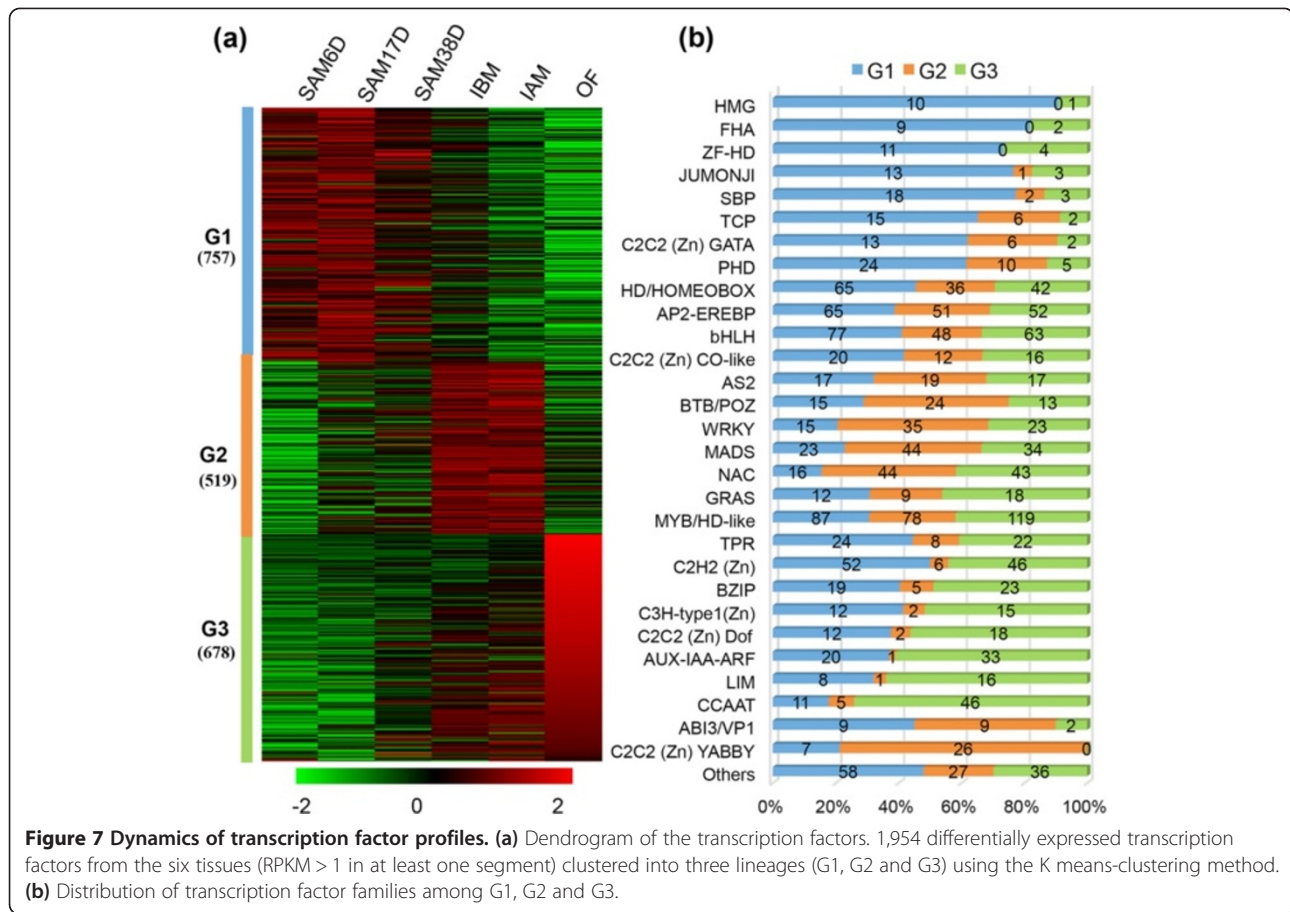 (a)
SAM6D SAM17D SAM38D IBM IAM OF
G1
(757)
G2
(519)
G3
(678)
-2 0 2
(b)
G1 G2 G3
HMG 10 0 1
FHA 9 0 2
ZF-HD 11 0 4
JUMONJI 13 1 3
SBP 18 2 3
TCP 15 6 2
C2C2 (Zn) GATA 13 6 2
PHD 24 10 5
HD/HOMEOBOX 65 36 42
AP2-EREBP 65 51 52
bHLH 77 48 63
C2C2 (Zn) CO-like 20 12 16
AS2 17 19 17
BTB/POZ 15 24 13
WRKY 15 35 23
MADS 23 44 34
NAC 16 44 43
GRAS 12 9 18
MYB/HD-like 87 78 119
TPR 24 8 22
C2H2 (Zn) 52 6 46
BZIP 19 5 23
C3H-type1(Zn) 12 2 15
C2C2 (Zn) Dof 12 2 18
AUX-IAA-ARF 20 1 33
LIM 8 1 16
CCAAT 11 5 46
ABI3/VP1 9 9 2
C2C2 (Zn) YABBY 7 26 0
Others 58 27 36
0% 20% 40% 60% 80% 100%
Figure 7 Dynamics of transcription factor profiles. (a) Dendrogram of the transcription factors. 1,954 differentially expressed transcription
factors from the six tissues (RPKM > 1 in at least one segment) clustered into three lineages (G1, G2 and G3) using the K means-clustering method.
(b) Distribution of transcription factor families among G1, G2 and G3.